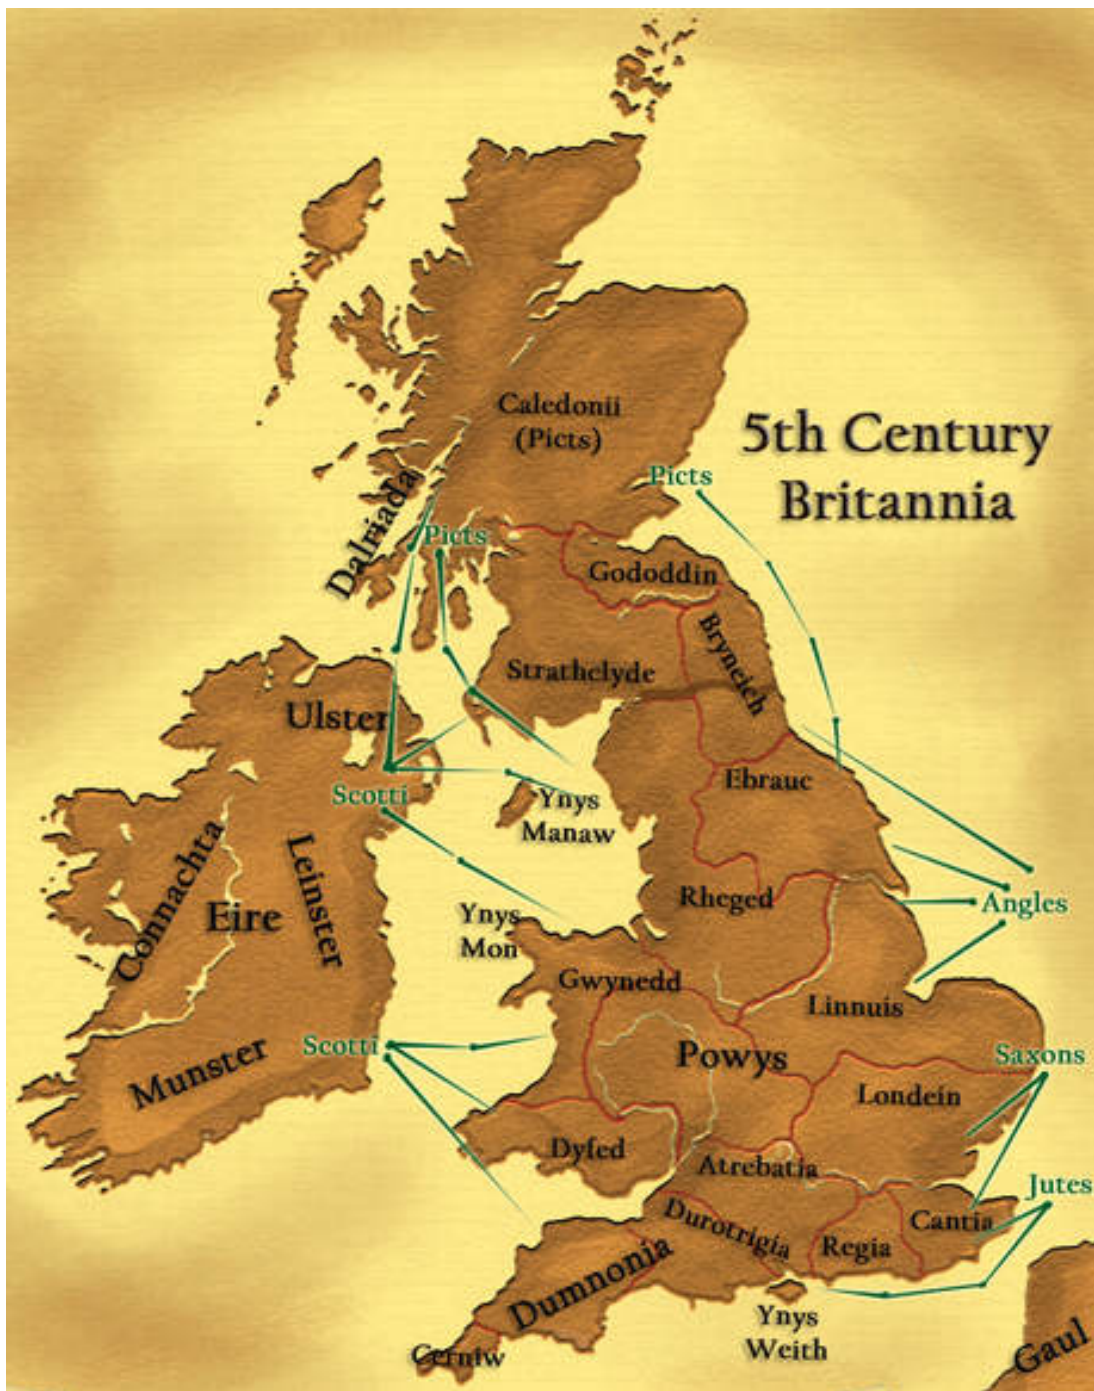 Caledonii
(Picts)
5th Century
Britannia
Picts
Dalriada
Picts
Gododdin
Bryneich
Strathclyde
Ulster
Ebrauc
Scotti
Ynys
Manaw
Connachta
Leinster
Eire
Rheged
Angles
Ynys
Mon
Gwynedd
Linnuis
Munster
Scotti
Powys
Saxons
Londein
Dyfed
Atrebatia
Jutes
Durotrigia
Cantia
Regia
Dumnonia
Ynys
Weith
Cerniw
Gaul